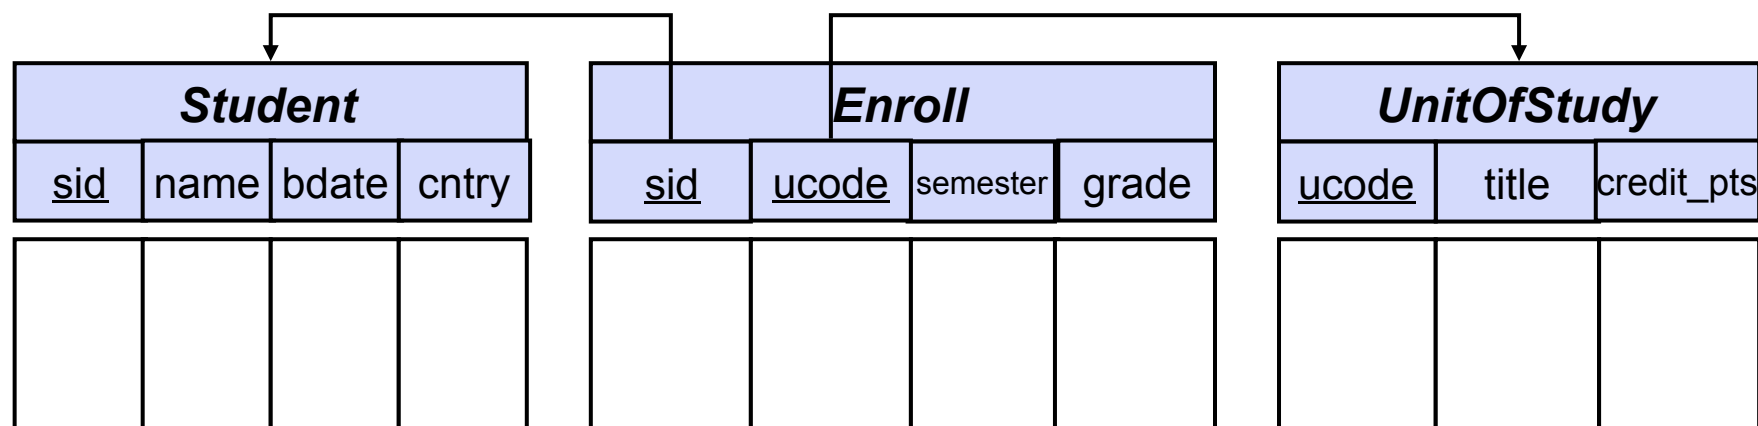 Student Enroll UnitOfStudy
sid name bdate cntry sid ucode semester grade ucode title credit_pts